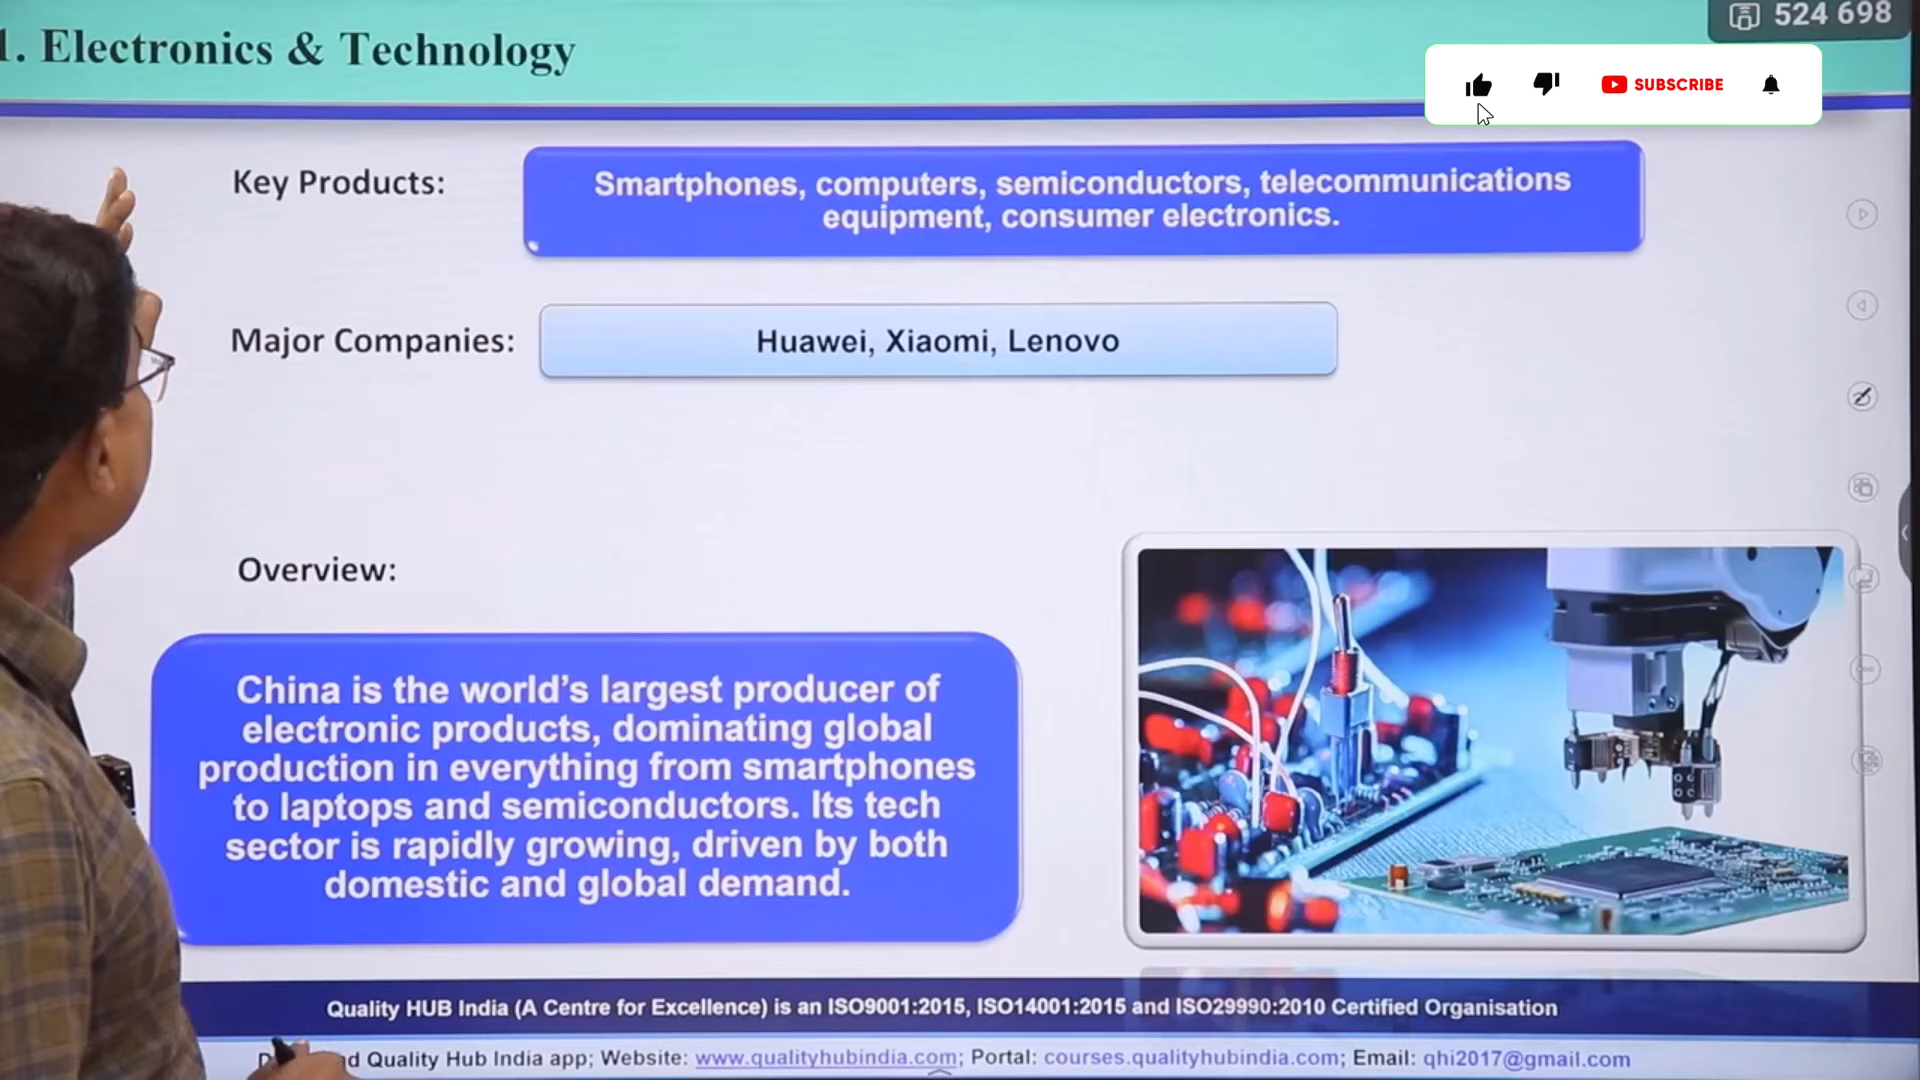 1. Electronics & Technology
524 698
SUBSCRIBE
Key Products:
Smartphones, computers, semiconductors, telecommunications
equipment, consumer electronics.
Major Companies:
Huawei, Xiaomi, Lenovo
Overview:
China is the world's largest producer of
electronic products, dominating global
production in everything from smartphones
to laptops and semiconductors. Its tech
sector is rapidly growing, driven by both
domestic and global demand.
Quality HUB India (A Centre for Excellence) is an ISO9001:2015, ISO14001:2015 and ISO29990:2010 Certified Organisation
Quality Hub India app; Website: www.qualityhubindia.com; Portal: courses.qualityhubindia.com; Email: qhi2017@gmail.com